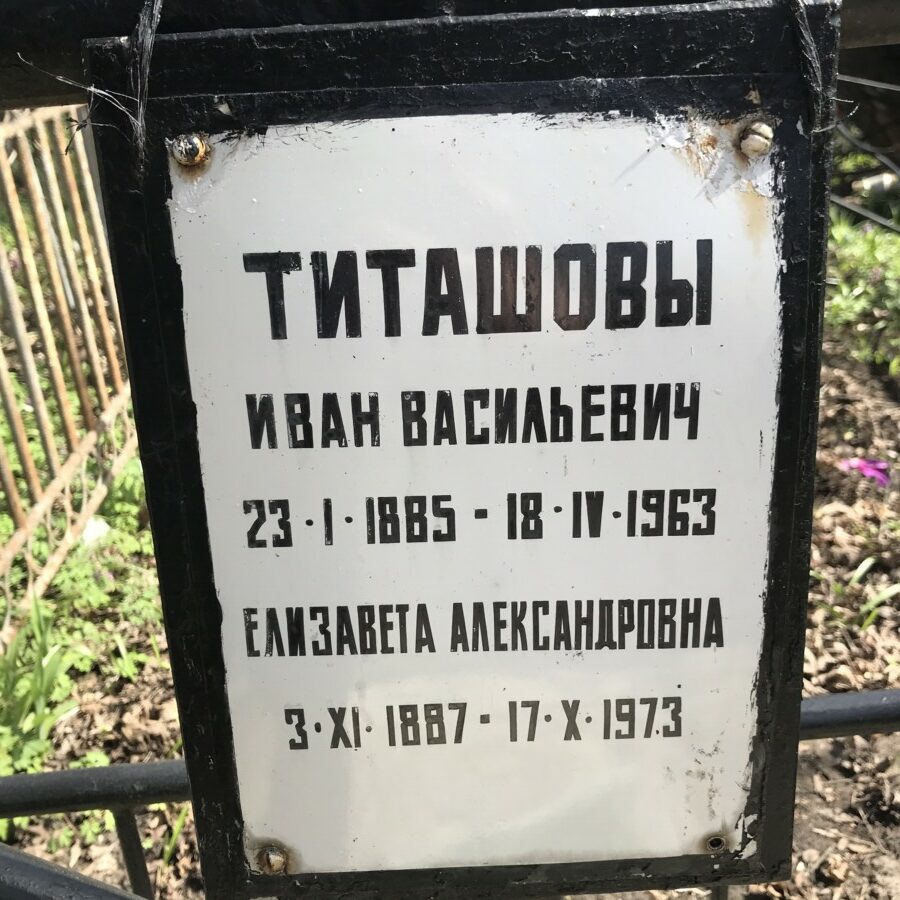 ТИТАШОВЫ
ИВАН ВАСИЛЬЕВИЧ
23·I·1885 - 18·IV·1963
ЕЛИЗАВЕТА АЛЕКСАНДРОВНА
3·XI·1887 - 17·X·1973